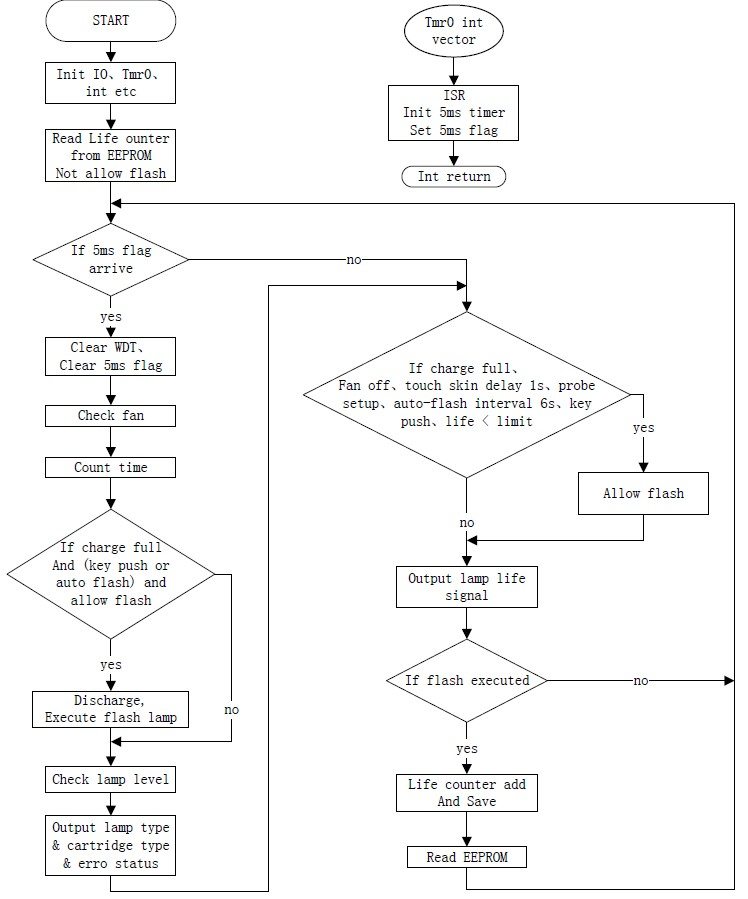 START
Init IO、Tmr0、
int etc
Read Life ounter
from EEPROM
Not allow flash
If 5ms flag
arrive
yes
no
Clear WDT、
Clear 5ms flag
Check fan
Count time
If charge full
And (key push or
auto flash) and
allow flash
yes
no
Discharge,
Execute flash lamp
Check lamp level
Output lamp type
& cartridge type
& erro status
Tmr0 int
vector
ISR
Init 5ms timer
Set 5ms flag
Int return
If charge full、
Fan off、touch skin delay 1s、probe
setup、auto-flash interval 6s、key
push、life < limit
yes
no
Allow flash
Output lamp life
signal
If flash executed
no
yes
Life counter add
And Save
Read EEPROM